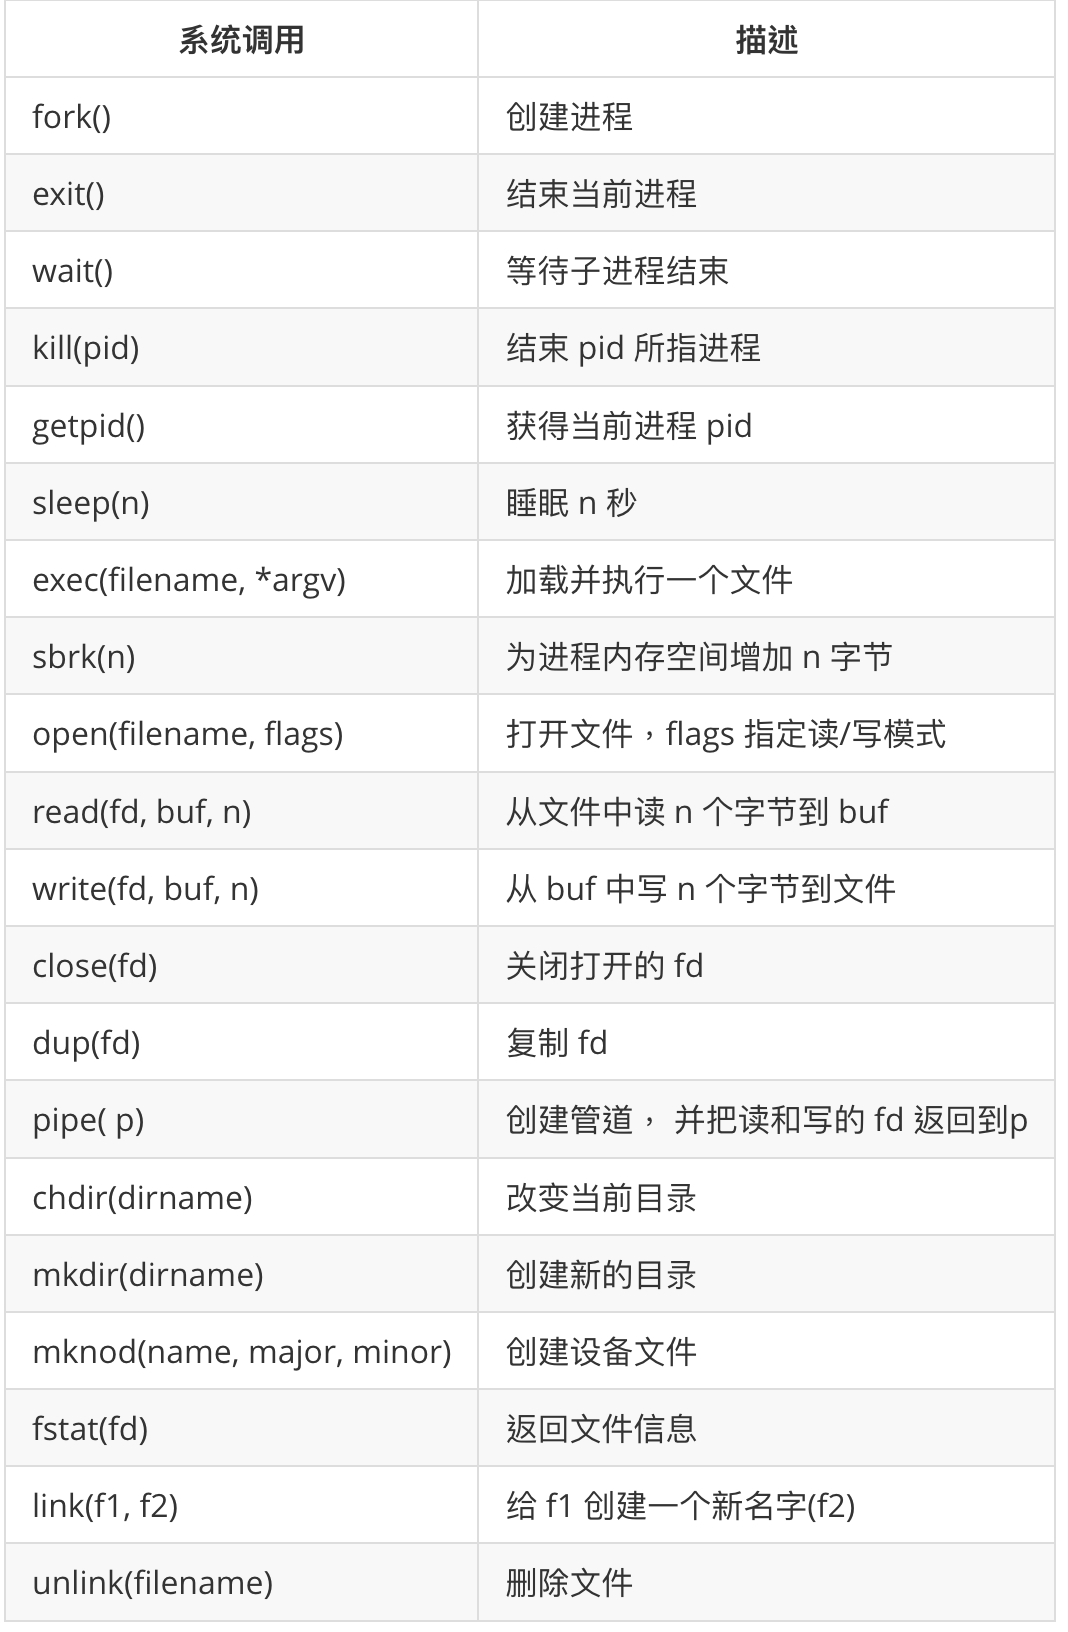 系统调用 描述
fork() 创建进程
exit() 结束当前进程
wait() 等待子进程结束
kill(pid) 结束 pid 所指进程
getpid() 获得当前进程 pid
sleep(n) 睡眠 n 秒
exec(filename, *argv) 加载并执行一个文件
sbrk(n) 为进程内存空间增加 n 字节
open(filename, flags) 打开文件，flags 指定读/写模式
read(fd, buf, n) 从文件中读 n 个字节到 buf
write(fd, buf, n) 从 buf 中写 n 个字节到文件
close(fd) 关闭打开的 fd
dup(fd) 复制 fd
pipe( p) 创建管道， 并把读和写的 fd 返回到p
chdir(dirname) 改变当前目录
mkdir(dirname) 创建新的目录
mknod(name, major, minor) 创建设备文件
fstat(fd) 返回文件信息
link(f1, f2) 给 f1 创建一个新名字(f2)
unlink(filename) 删除文件